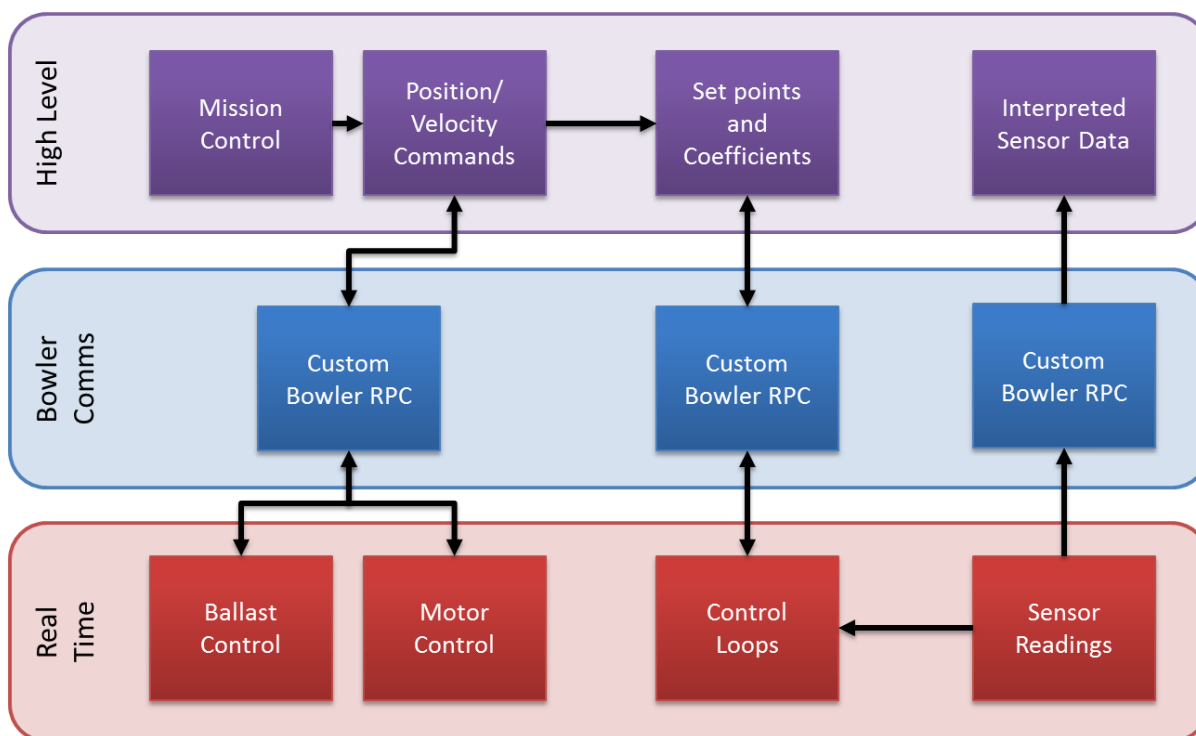 High Level
Mission
Control
Position/
Velocity
Commands
Set points
and
Coefficients
Interpreted
Sensor Data
Bowler
Comms
Custom
Bowler RPC
Custom
Bowler RPC
Custom
Bowler RPC
Real
Time
Ballast
Control
Motor
Control
Control
Loops
Sensor
Readings